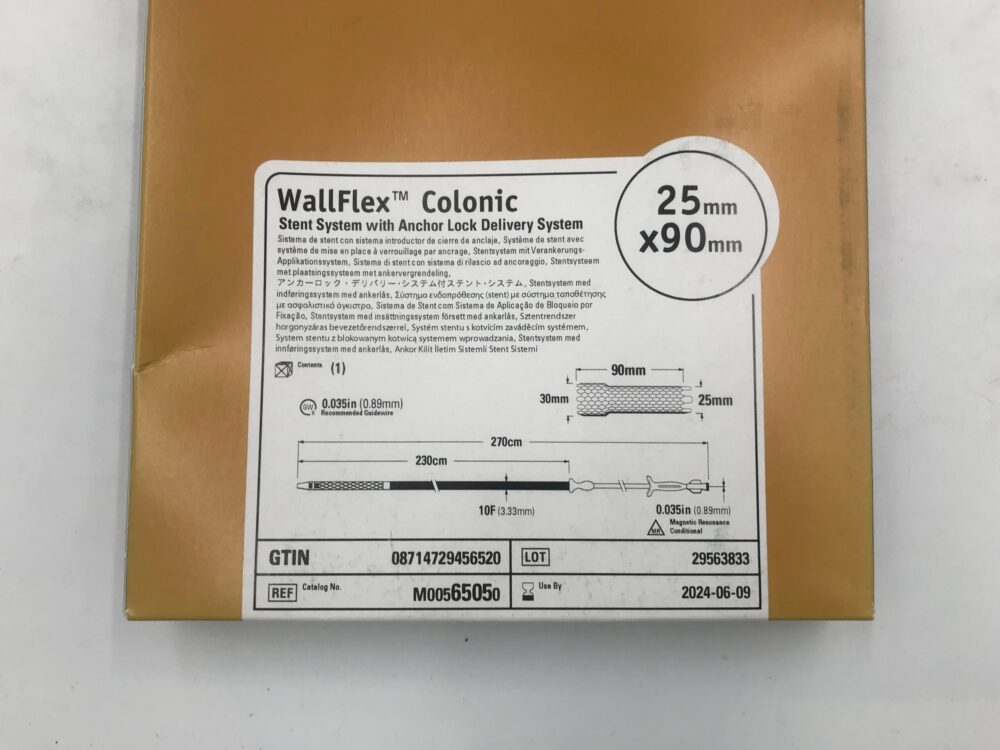 WallFlex™ Colonic
Stent System with Anchor Lock Delivery System
25mm
x90mm
Sistema de stent con sistema introductor de cierre de anclaje, Système de stent avec
système de mise en place à verrouillage par ancrage, Stentsystem mit Verankerungs-
Applikationssystem, Sistema di stent con sistema di rilascio ad ancoraggio, Stentsysteem
met plaatsingssysteem met ankervergrendeling,
アンカーロック・デリバリー・システム付ステント・システム, Stentsystem med
indføringssystem med ankerlås, Σύστημα ενδοπρόθεσης (stent) με σύστημα τοποθέτησης
με ασφαλιστικό άγκιστρο, Sistema de Stent com Sistema de Aplicação de Bloqueio por
Fixação, Stentsystem med insättningssystem försett med ankarlås, Sztentrendszer
horgonyzáras bevezetőrendszerrel, Systém stentu s kotvícím zaváděcím systémem,
System stentu z blokowanym kotwicą systemem wprowadzania, Stentsystem med
innføringssystem med ankerlås, Ankor Kilit İletim Sistemli Stent Sistemi
Contents (1)
GW
R
0.035in (0.89mm)
Recommended Guidewire
90mm
30mm
25mm
270cm
230cm
10F (3.33mm)
0.035in (0.89mm)
MR
Magnetic Resonance
Conditional
GTIN 08714729456520
LOT 29563833
REF Catalog No. M00565050
Use By 2024-06-09